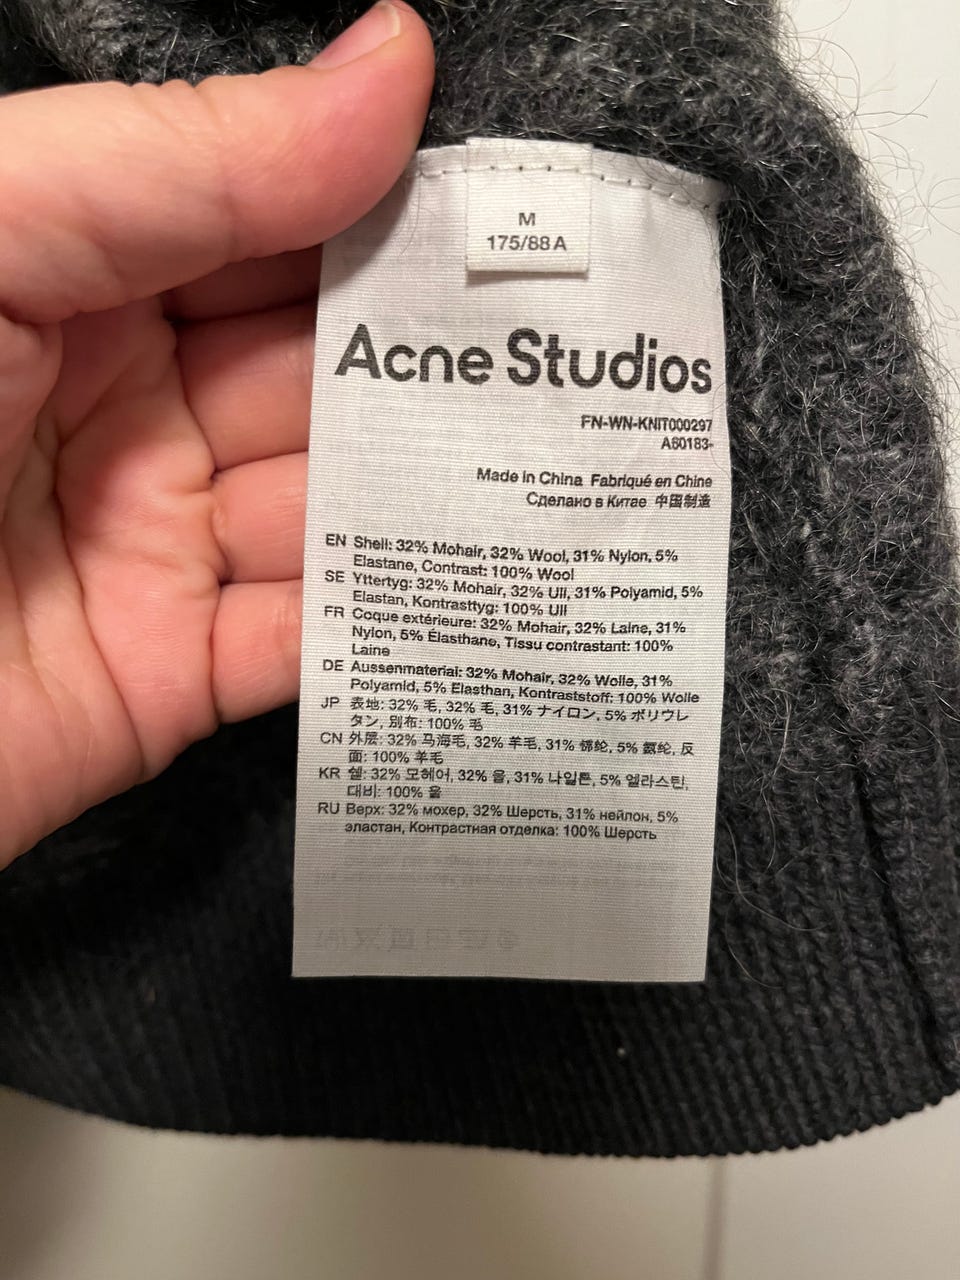 M
175/88A
Acne Studios
FN-WN-KNIT000297
A60183-
Made in China Fabriqué en Chine
Сделано в Китае 中国制造
EN Shell: 32% Mohair, 32% Wool, 31% Nylon, 5%
Elastane, Contrast: 100% Wool
SE Yttertyg: 32% Mohair, 32% Ull, 31% Polyamid, 5%
Elastan, Kontrasttyg: 100% Ull
FR Coque extérieure: 32% Mohair, 32% Laine, 31%
Nylon, 5% Élasthane, Tissu contrastant: 100%
Laine
DE Aussenmaterial: 32% Mohair, 32% Wolle, 31%
Polyamid, 5% Elasthan, Kontraststoff: 100% Wolle
JP 表地: 32% 毛, 32% 毛, 31% ナイロン, 5% ポリウレ
タン, 別布: 100% 毛
CN 外层: 32% 马海毛, 32% 羊毛, 31% 锦纶, 5% 氨纶, 反
面: 100% 羊毛
KR 쉘: 32% 모헤어, 32% 울, 31% 나일론, 5% 엘라스틴,
대비: 100% 울
RU Верх: 32% мохер, 32% Шерсть, 31% нейлон, 5%
эластан, Контрастная отделка: 100% Шерсть